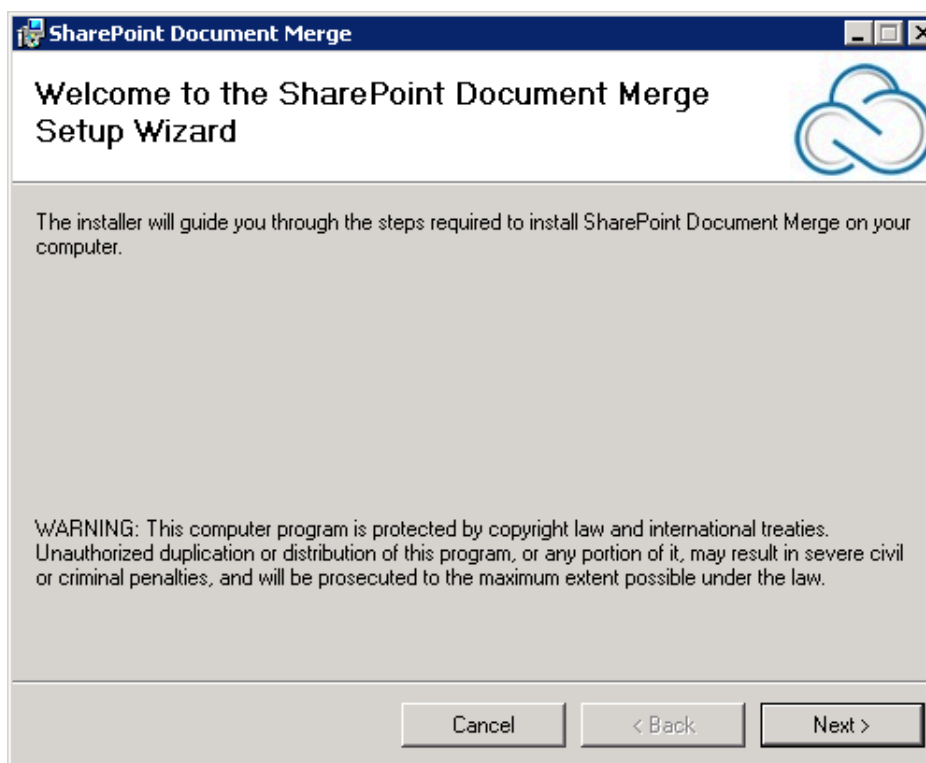 SharePoint Document Merge
Welcome to the SharePoint Document Merge
Setup Wizard
The installer will guide you through the steps required to install SharePoint Document Merge on your
computer.
WARNING: This computer program is protected by copyright law and international treaties.
Unauthorized duplication or distribution of this program, or any portion of it, may result in severe civil
or criminal penalties, and will be prosecuted to the maximum extent possible under the law.
Cancel
< Back
Next >